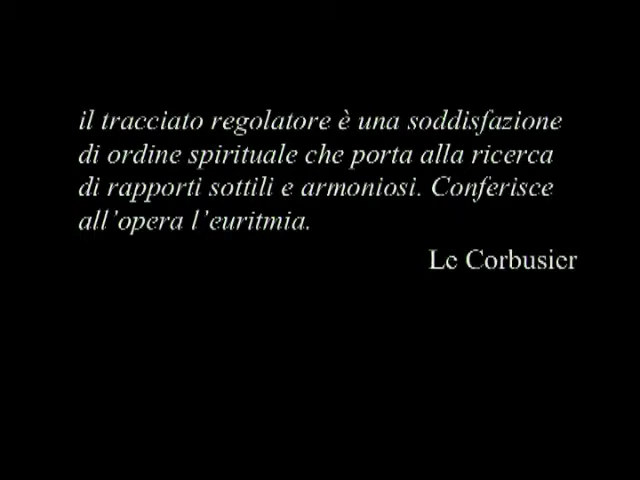 il tracciato regolatore è una soddisfazione
di ordine spirituale che porta alla ricerca
di rapporti sottili e armoniosi. Conferisce
all'opera l'euritmia.
Le Corbusier